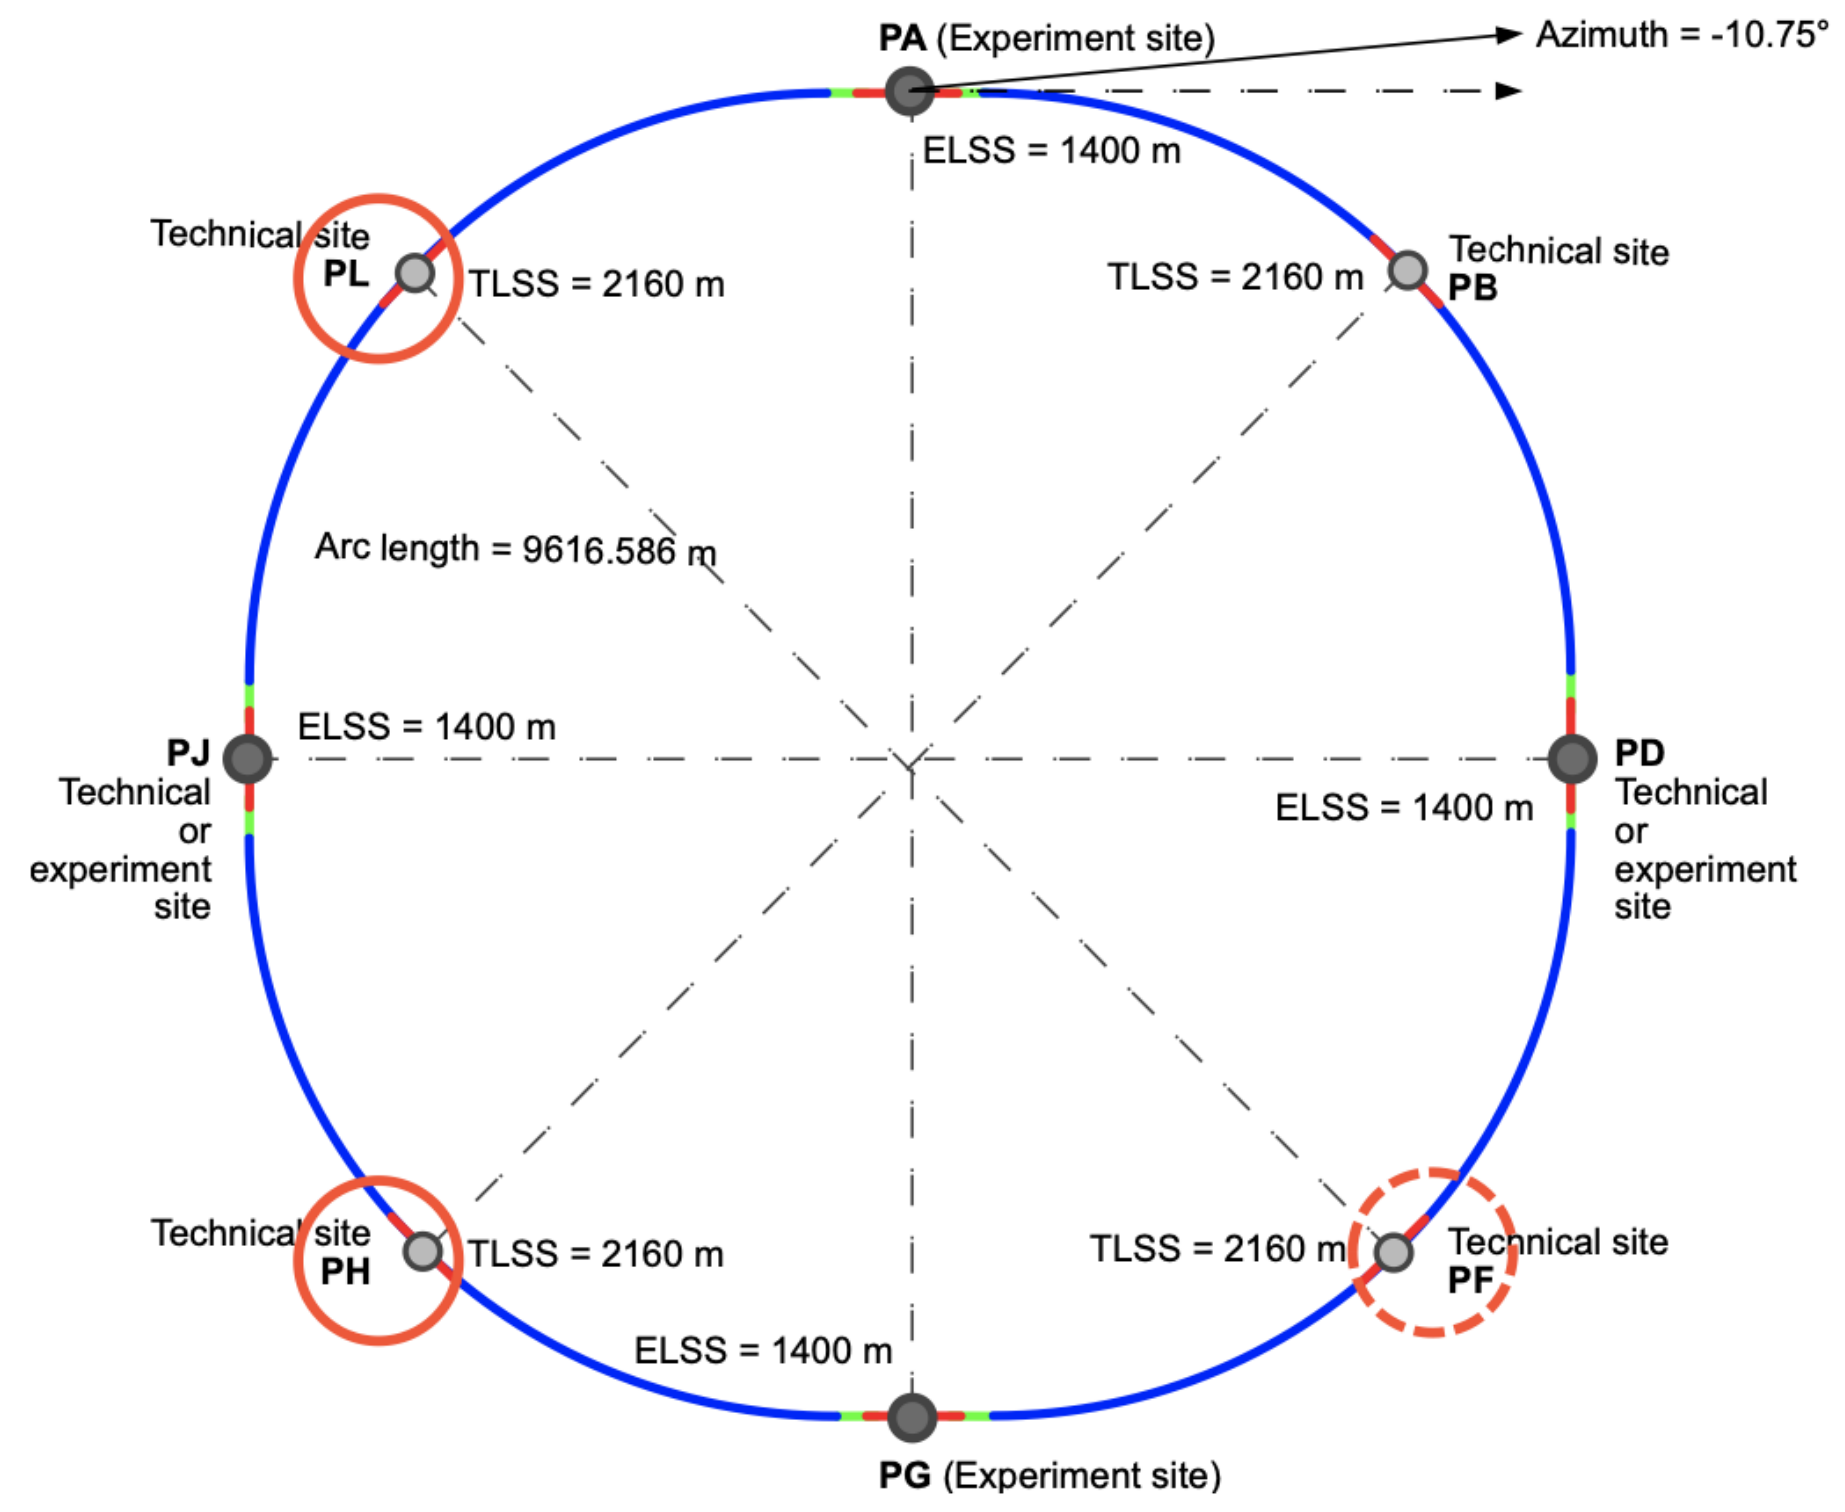 PA (Experiment site)
Azimuth = -10.75°
ELSS = 1400 m
Technical site
PL
TLSS = 2160 m
TLSS = 2160 m
Technical site
PB
Arc length = 9616.586 m
PJ
Technical
or
experiment
site
ELSS = 1400 m
ELSS = 1400 m
PD
Technical
or
experiment
site
Technical site
PH
TLSS = 2160 m
TLSS = 2160 m
Technical site
PF
ELSS = 1400 m
PG (Experiment site)